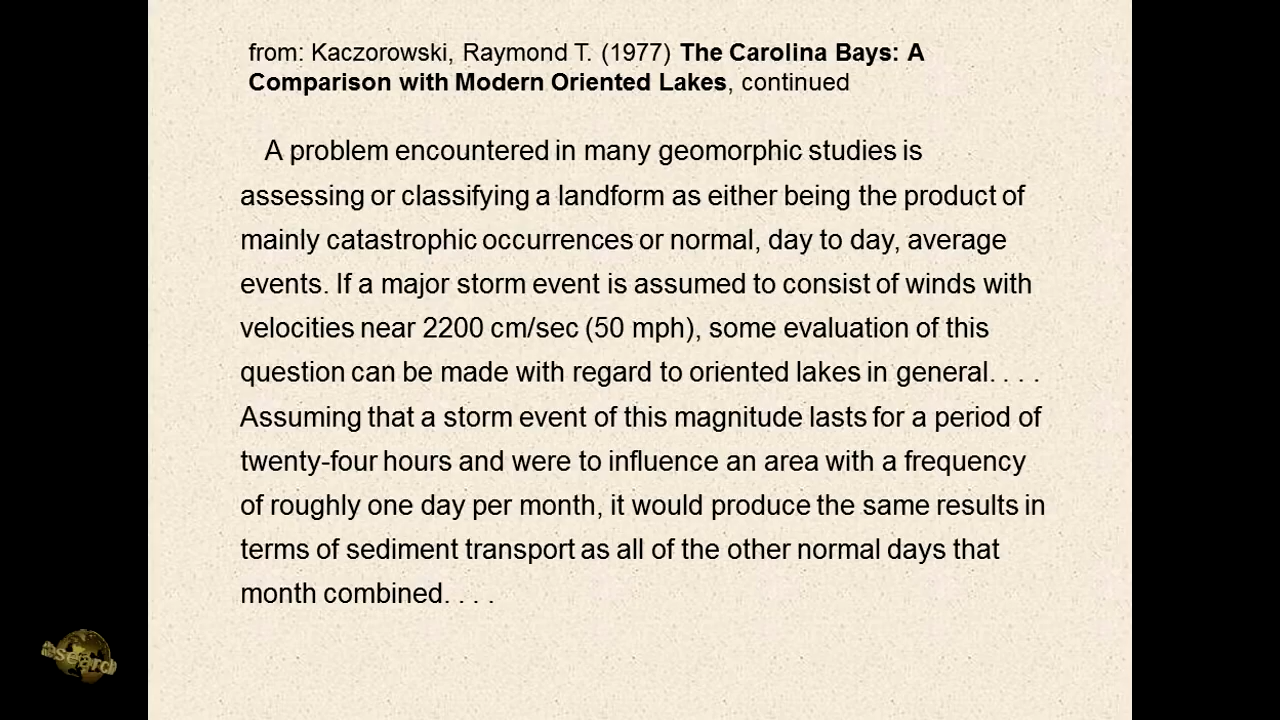 from: Kaczorowski, Raymond T. (1977) The Carolina Bays: A
Comparison with Modern Oriented Lakes, continued
A problem encountered in many geomorphic studies is
assessing or classifying a landform as either being the product of
mainly catastrophic occurrences or normal, day to day, average
events. If a major storm event is assumed to consist of winds with
velocities near 2200 cm/sec (50 mph), some evaluation of this
question can be made with regard to oriented lakes in general. . . .
Assuming that a storm event of this magnitude lasts for a period of
twenty-four hours and were to influence an area with a frequency
of roughly one day per month, it would produce the same results in
terms of sediment transport as all of the other normal days that
month combined. . . .